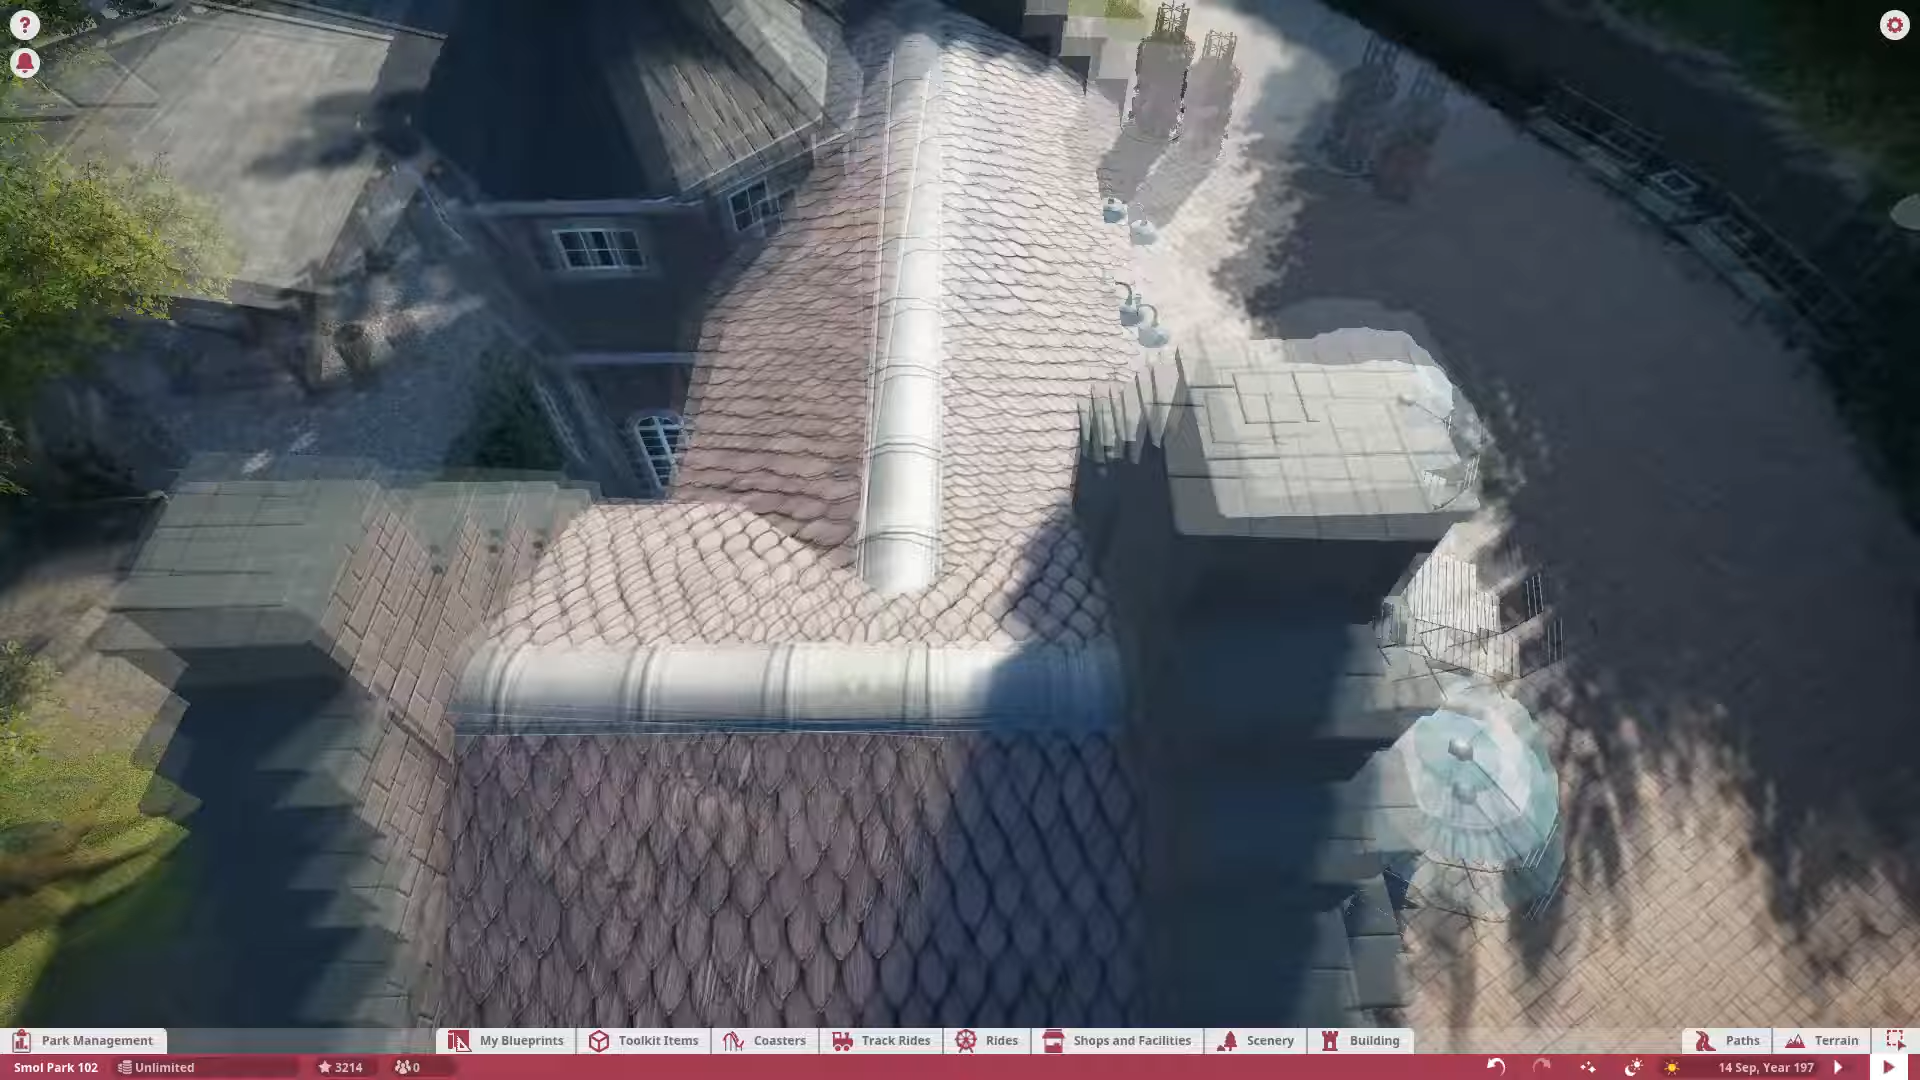 ?
Park Management
My Blueprints
Toolkit Items
Coasters
Track Rides
Rides
Shops and Facilities
Scenery
Building
Paths
Terrain
Smol Park 102
Unlimited
3214
0
14 Sep, Year 197